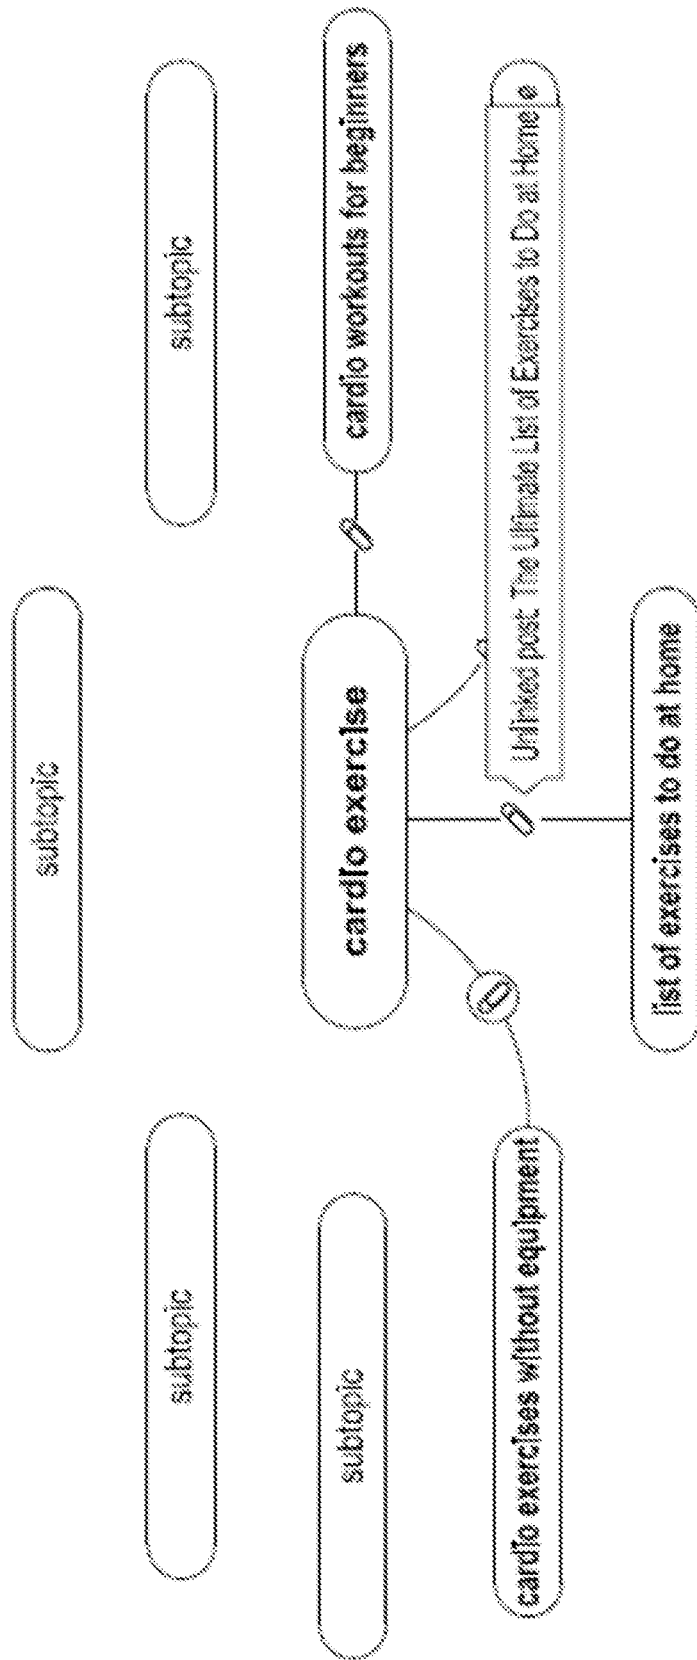 subtopic
subtopic
subtopic
subtopic
cardio exercise
cardio workouts for beginners
cardio exercises without equipment
Unlinked post: The Ultimate List of Exercises to Do at Home
e
list of exercises to do at home